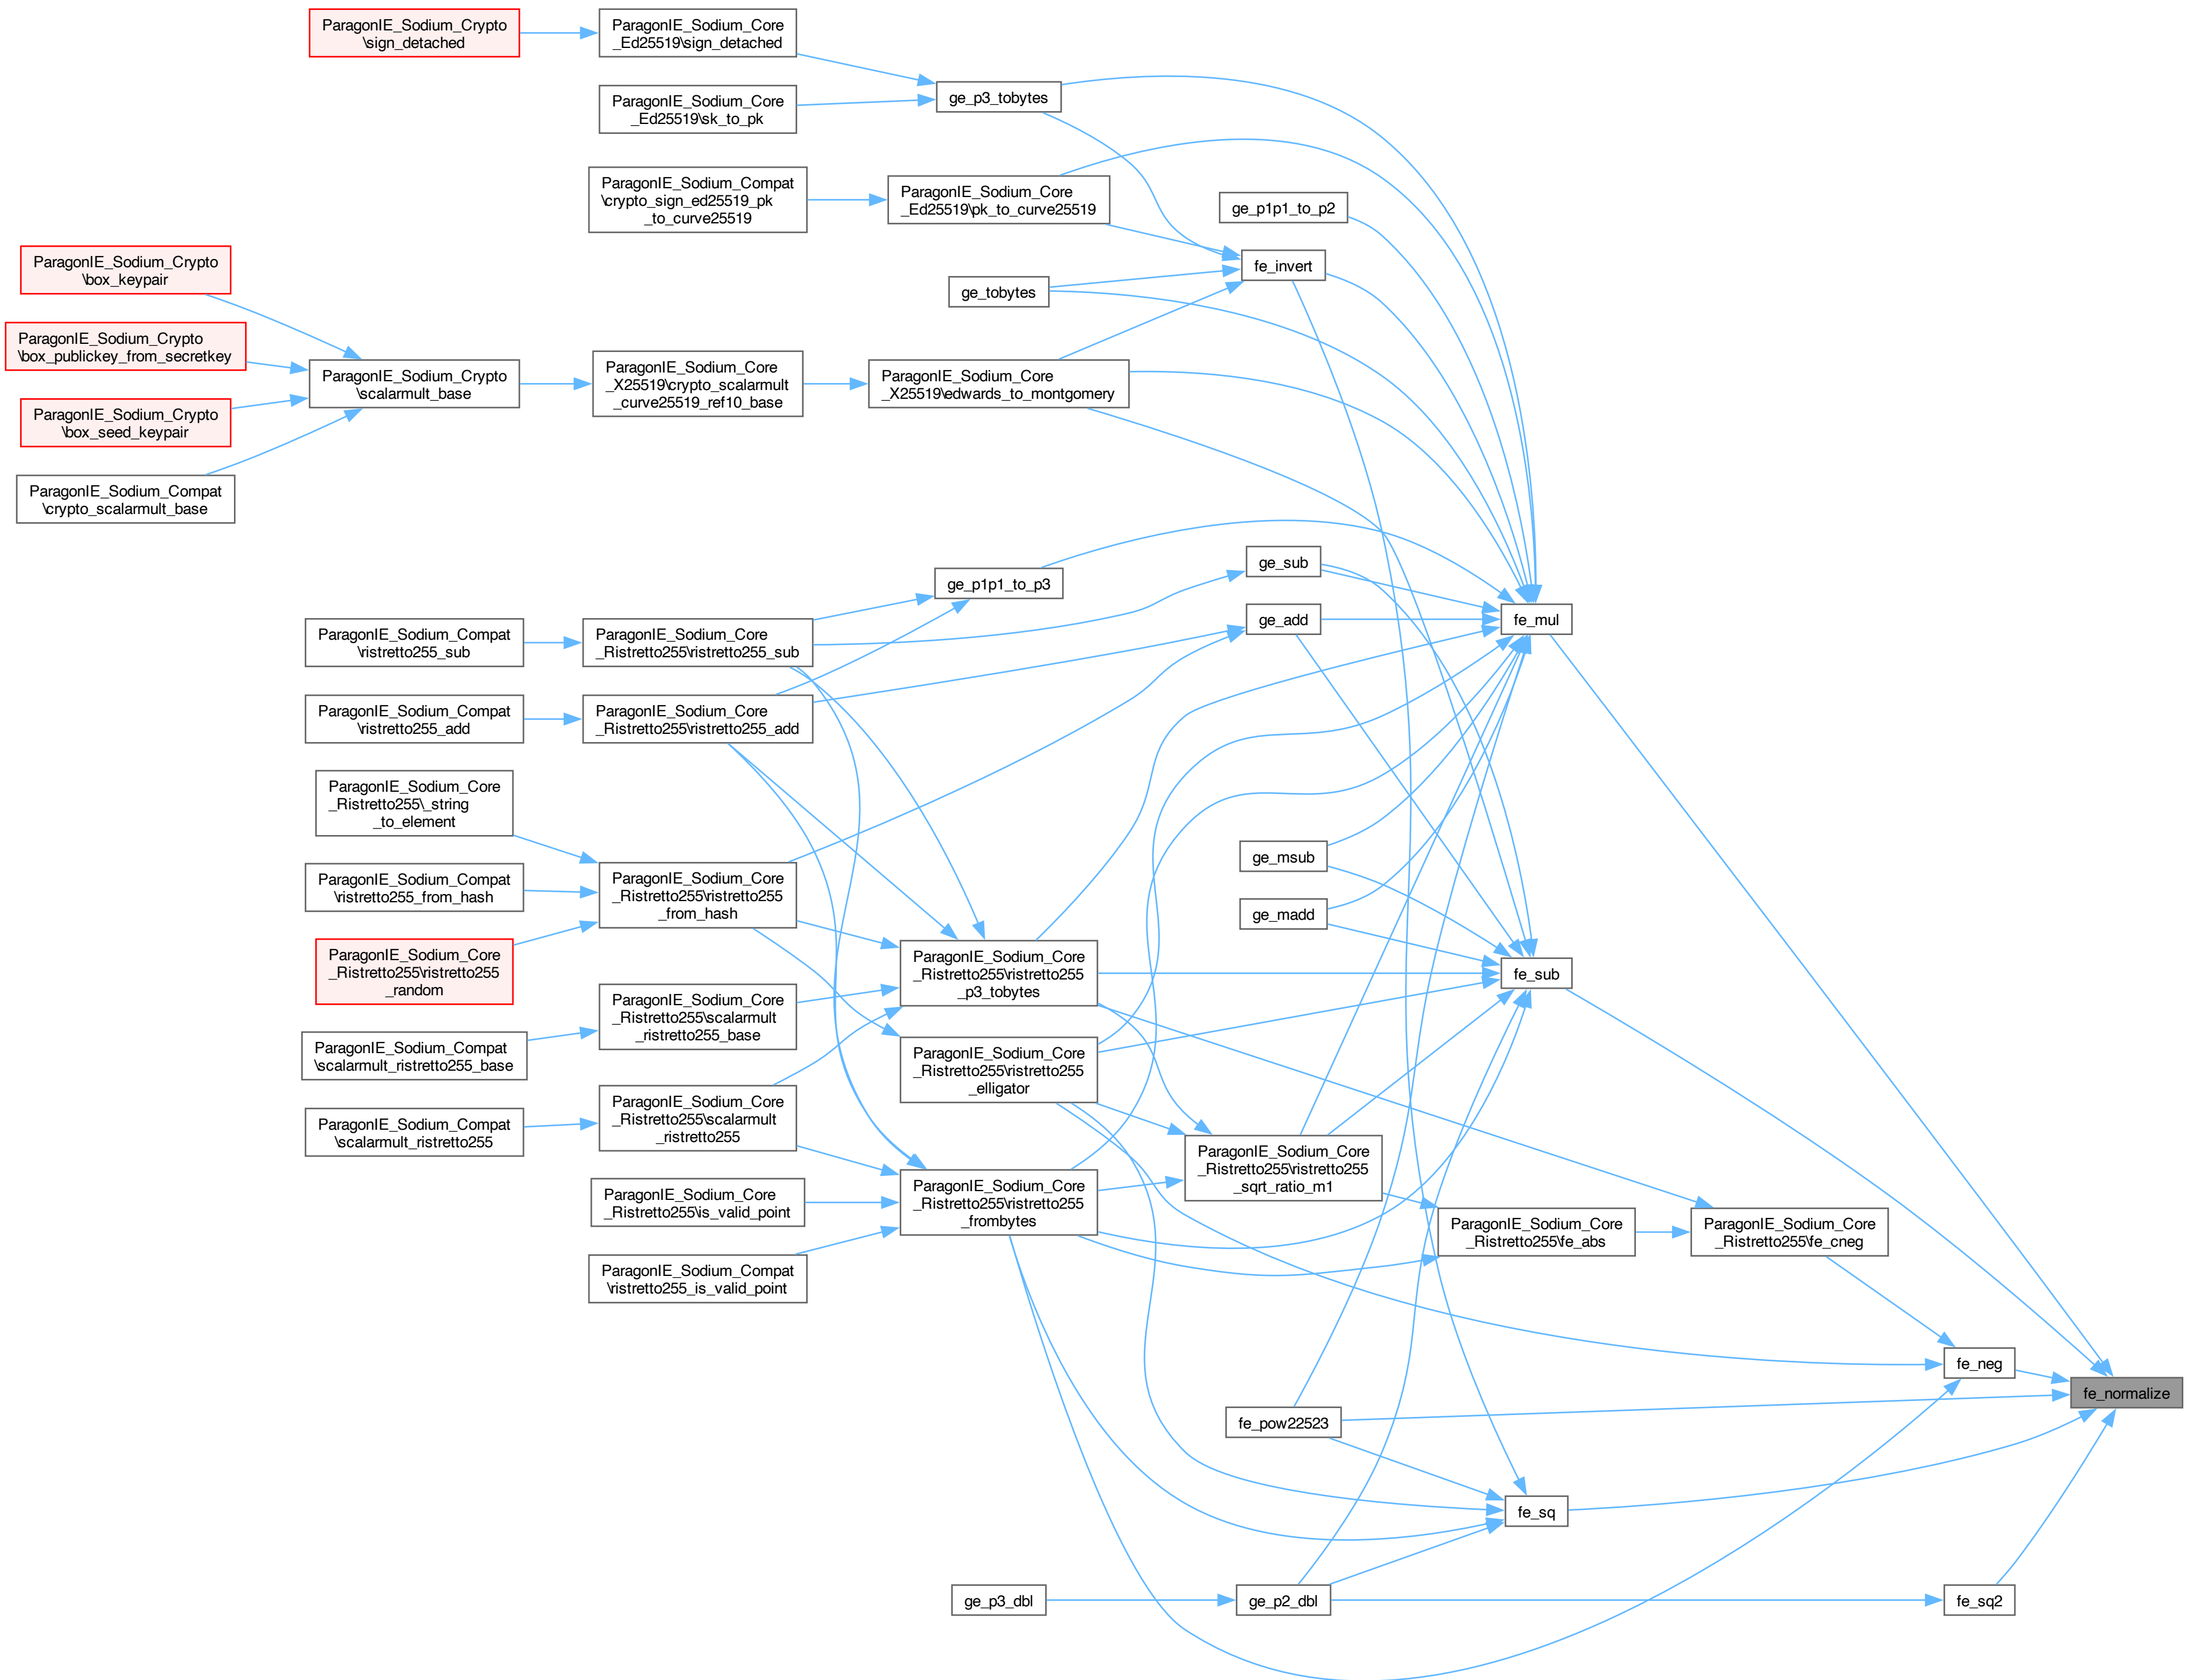 ParagonIE_Sodium_Crypto
\sign_detached
ParagonIE_Sodium_Core
_Ed25519\sign_detached
ParagonIE_Sodium_Core
_Ed25519\sk_to_pk
ge_p3_tobytes
ParagonIE_Sodium_Compat
\crypto_sign_ed25519_pk
_to_curve25519
ParagonIE_Sodium_Core
_Ed25519\pk_to_curve25519
ge_p1p1_to_p2
fe_invert
ge_tobytes
ParagonIE_Sodium_Crypto
\box_keypair
ParagonIE_Sodium_Crypto
\box_publickey_from_secretkey
ParagonIE_Sodium_Crypto
\box_seed_keypair
ParagonIE_Sodium_Compat
\crypto_scalarmult_base
ParagonIE_Sodium_Crypto
\scalarmult_base
ParagonIE_Sodium_Core
_X25519\crypto_scalarmult
_curve25519_ref10_base
ParagonIE_Sodium_Core
_X25519\edwards_to_montgomery
ge_p1p1_to_p3
ge_sub
ge_add
fe_mul
ParagonIE_Sodium_Compat
\ristretto255_sub
ParagonIE_Sodium_Core
_Ristretto255\ristretto255_sub
ParagonIE_Sodium_Compat
\ristretto255_add
ParagonIE_Sodium_Core
_Ristretto255\ristretto255_add
ParagonIE_Sodium_Core
_Ristretto255\_string
_to_element
ParagonIE_Sodium_Compat
\ristretto255_from_hash
ParagonIE_Sodium_Core
_Ristretto255\ristretto255
_random
ParagonIE_Sodium_Core
_Ristretto255\ristretto255
_from_hash
ge_msub
ge_madd
fe_sub
ParagonIE_Sodium_Core
_Ristretto255\ristretto255
_p3_tobytes
ParagonIE_Sodium_Core
_Ristretto255\scalarmult
_ristretto255_base
ParagonIE_Sodium_Compat
\scalarmult_ristretto255_base
ParagonIE_Sodium_Core
_Ristretto255\ristretto255
_elligator
ParagonIE_Sodium_Core
_Ristretto255\scalarmult
_ristretto255
ParagonIE_Sodium_Compat
\scalarmult_ristretto255
ParagonIE_Sodium_Core
_Ristretto255\ristretto255
_sqrt_ratio_m1
ParagonIE_Sodium_Core
_Ristretto255\is_valid_point
ParagonIE_Sodium_Core
_Ristretto255\ristretto255
_frombytes
ParagonIE_Sodium_Compat
\ristretto255_is_valid_point
ParagonIE_Sodium_Core
_Ristretto255\fe_abs
ParagonIE_Sodium_Core
_Ristretto255\fe_cneg
fe_neg
fe_normalize
fe_pow22523
fe_sq
ge_p3_dbl
ge_p2_dbl
fe_sq2